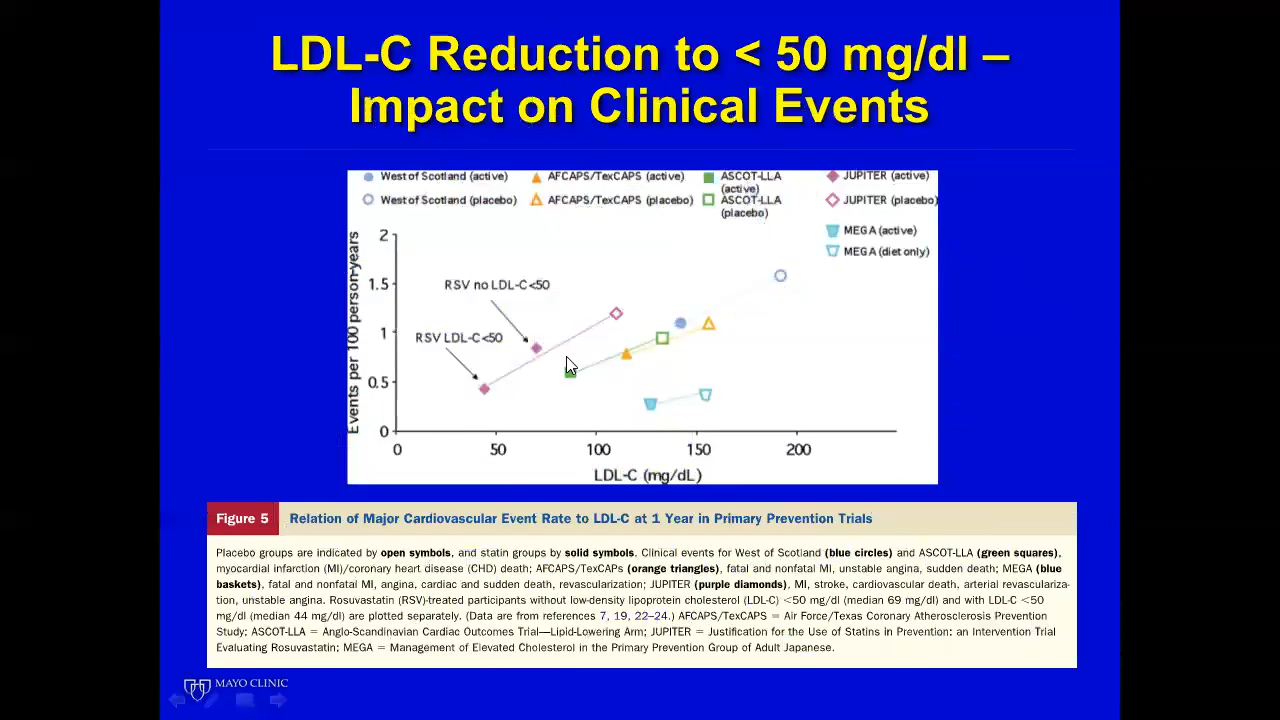 LDL-C Reduction to < 50 mg/dl –
Impact on Clinical Events
West of Scotland (active)
AFCAPS/TexCAPS (active)
ASCOT-LLA
(active)
JUPITER (active)
West of Scotland (placebo)
AFCAPS/TexCAPS (placebo)
ASCOT-LLA
(placebo)
JUPITER (placebo)
MEGA (active)
MEGA (diet only)
Events per 100 person-years
2
1.5
1
0.5
0
RSV no LDL-C<50
RSV LDL-C<50
0 50 100 150 200
LDL-C (mg/dL)
Figure 5 Relation of Major Cardiovascular Event Rate to LDL-C at 1 Year in Primary Prevention Trials
Placebo groups are indicated by open symbols, and statin groups by solid symbols. Clinical events for West of Scotland (blue circles) and ASCOT-LLA (green squares),
myocardial infarction (MI)/coronary heart disease (CHD) death; AFCAPS/TexCAPs (orange triangles), fatal and nonfatal MI, unstable angina, sudden death; MEGA (blue
baskets), fatal and nonfatal MI, angina, cardiac and sudden death, revascularization; JUPITER (purple diamonds), MI, stroke, cardiovascular death, arterial revasculariza-
tion, unstable angina. Rosuvastatin (RSV)-treated participants without low-density lipoprotein cholesterol (LDL-C) <50 mg/dl (median 69 mg/dl) and with LDL-C <50
mg/dl (median 44 mg/dl) are plotted separately. (Data are from references 7, 19, 22–24.) AFCAPS/TexCAPS = Air Force/Texas Coronary Atherosclerosis Prevention
Study; ASCOT-LLA = Anglo-Scandinavian Cardiac Outcomes Trial—Lipid-Lowering Arm; JUPITER = Justification for the Use of Statins in Prevention: an Intervention Trial
Evaluating Rosuvastatin; MEGA = Management of Elevated Cholesterol in the Primary Prevention Group of Adult Japanese.
MAYO CLINIC